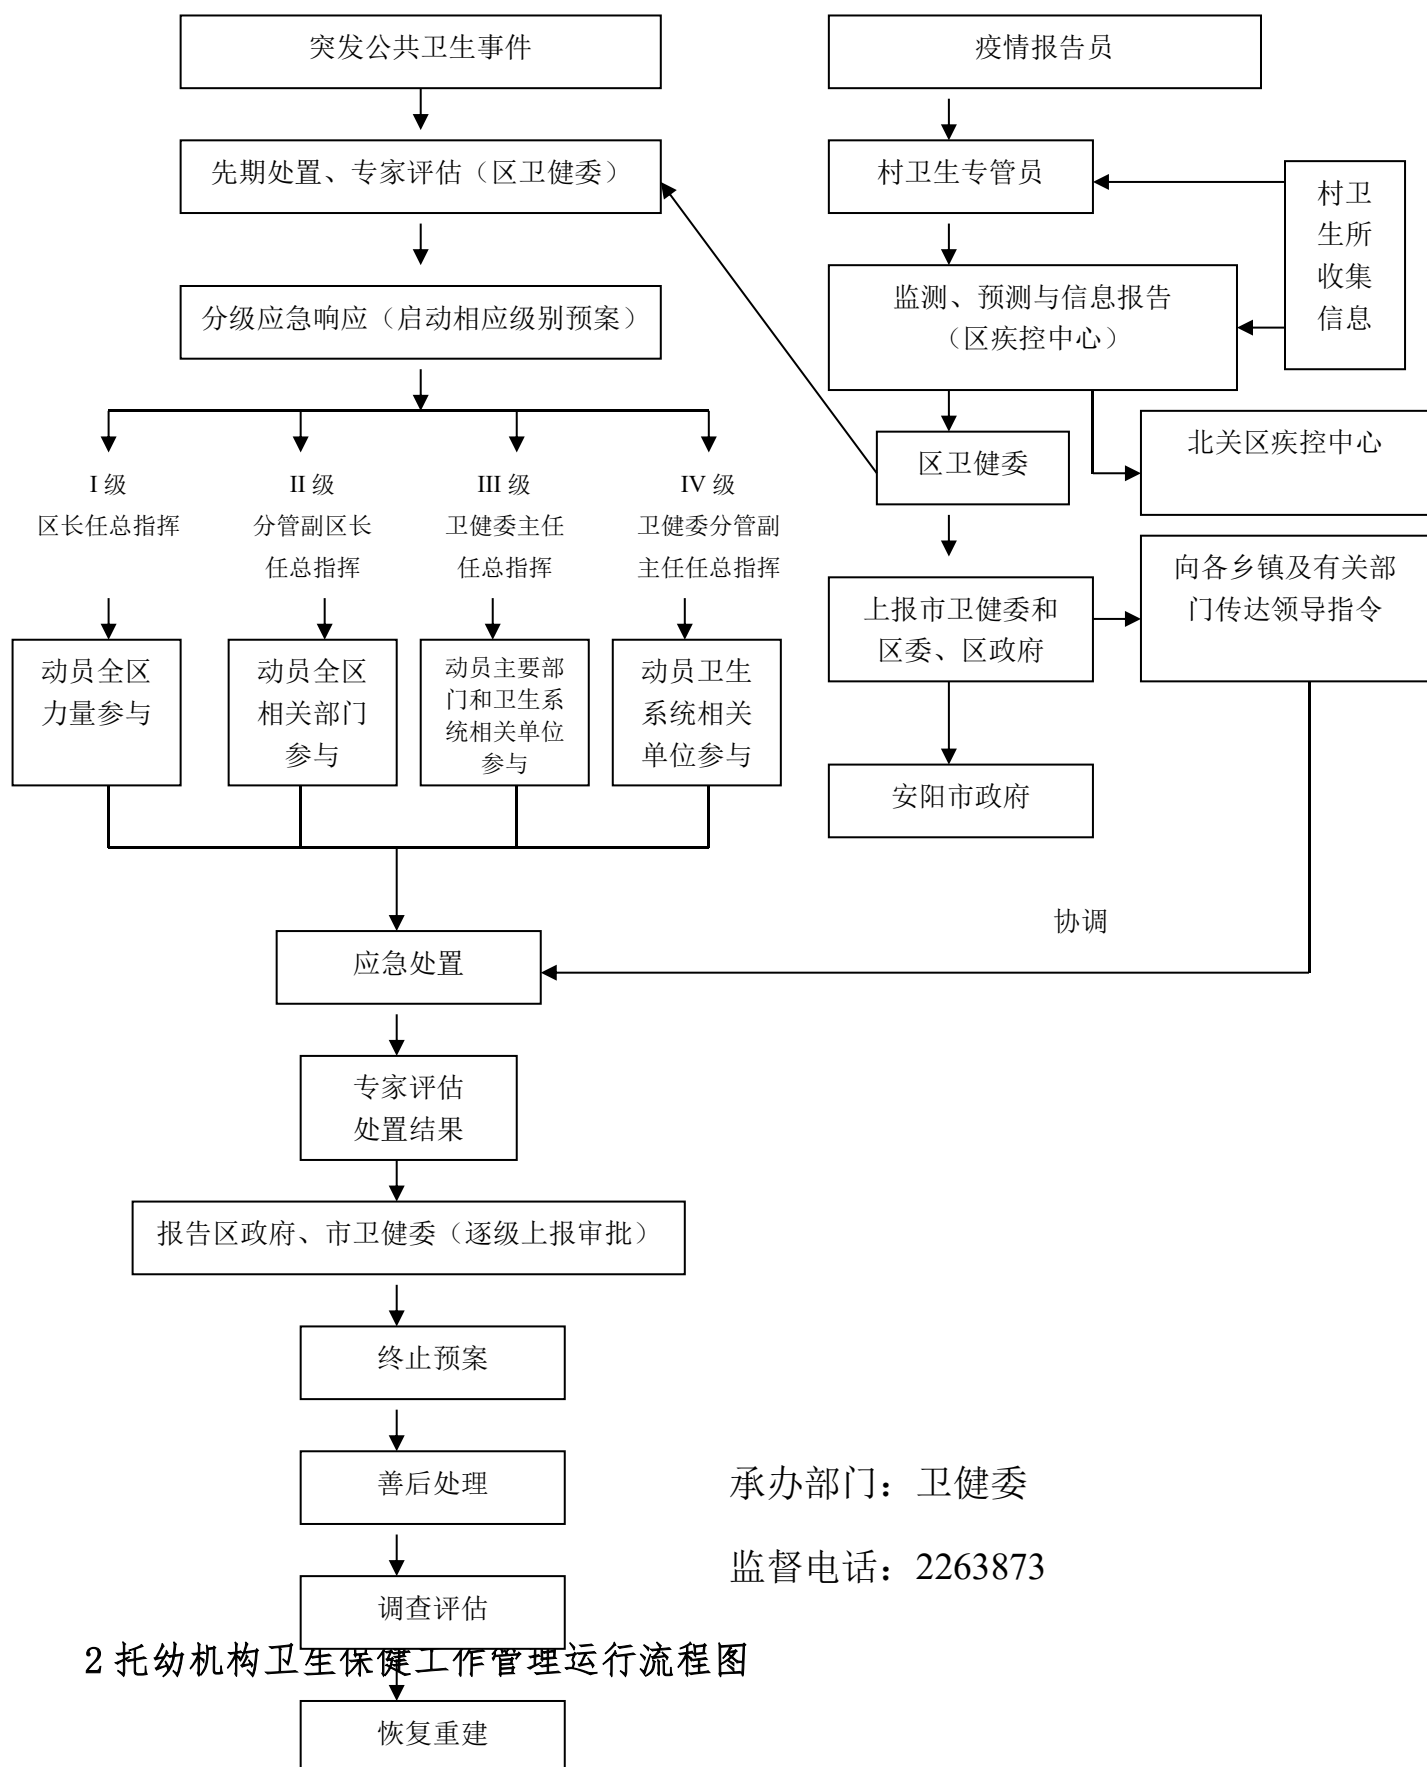 突发公共卫生事件
疫情报告员
先期处置、专家评估（区卫健委）
村卫生专管员
村卫
生所
收集
信息
分级应急响应（启动相应级别预案）
监测、预测与信息报告
（区疾控中心）
区卫健委
北关区疾控中心
I 级
区长任总指挥
II 级
分管副区长
任总指挥
III 级
卫健委主任
任总指挥
IV 级
卫健委分管副
主任任总指挥
上报市卫健委和
区委、区政府
向各乡镇及有关部
门传达领导指令
动员全区
力量参与
动员全区
相关部门
参与
动员主要部
门和卫生系
统相关单位
参与
动员卫生
系统相关
单位参与
安阳市政府
协调
应急处置
专家评估
处置结果
报告区政府、市卫健委（逐级上报审批）
终止预案
善后处理
承办部门：卫健委
监督电话：2263873
调查评估
2 托幼机构卫生保健工作管理运行流程图
恢复重建